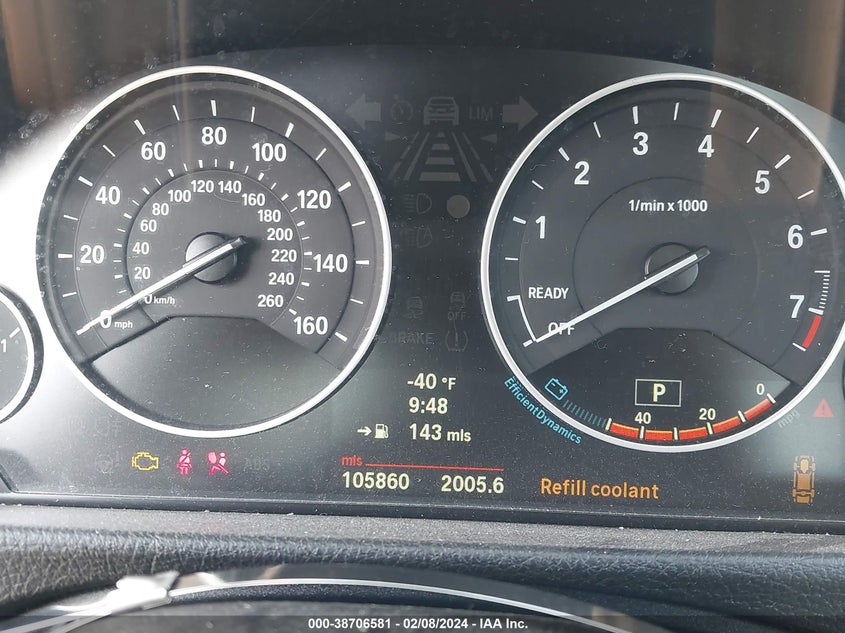 LIM
80
60
100
40
120
20
140
0 mph
160
120 140
100
160
80
180
60
200
40
220
20
240
0 km/h
260
3
4
2
5
1
6
7
1/min x 1000
READY
OFF
OFF
BRAKE
-40 °F
9:48
143 mls
P
40
20
0
mpg
EfficientDynamics
1
ABS
mls
105860 2005.6
Refill coolant
000-38706581 - 02/08/2024 - IAA Inc.